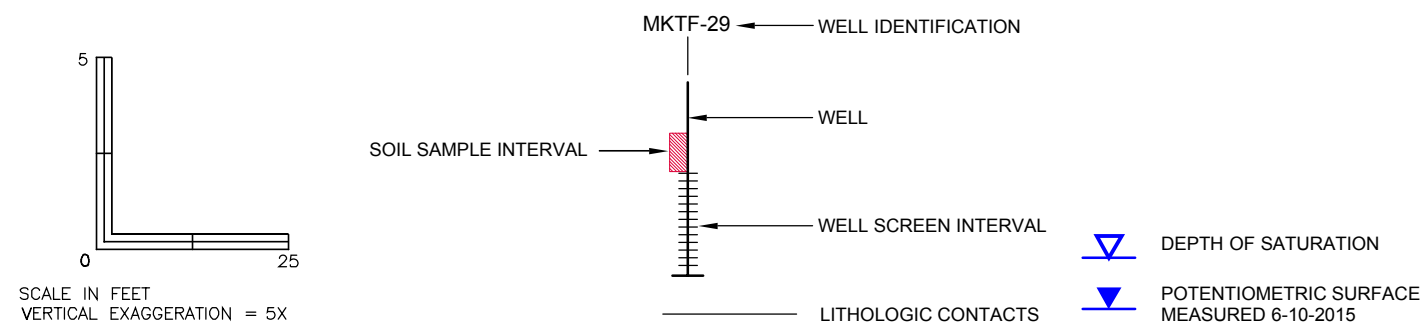 MKTF-29
WELL IDENTIFICATION
5
WELL
SOIL SAMPLE INTERVAL
WELL SCREEN INTERVAL
DEPTH OF SATURATION
0
25
SCALE IN FEET
VERTICAL EXAGGERATION = 5X
LITHOLOGIC CONTACTS
POTENTIOMETRIC SURFACE
MEASURED 6-10-2015